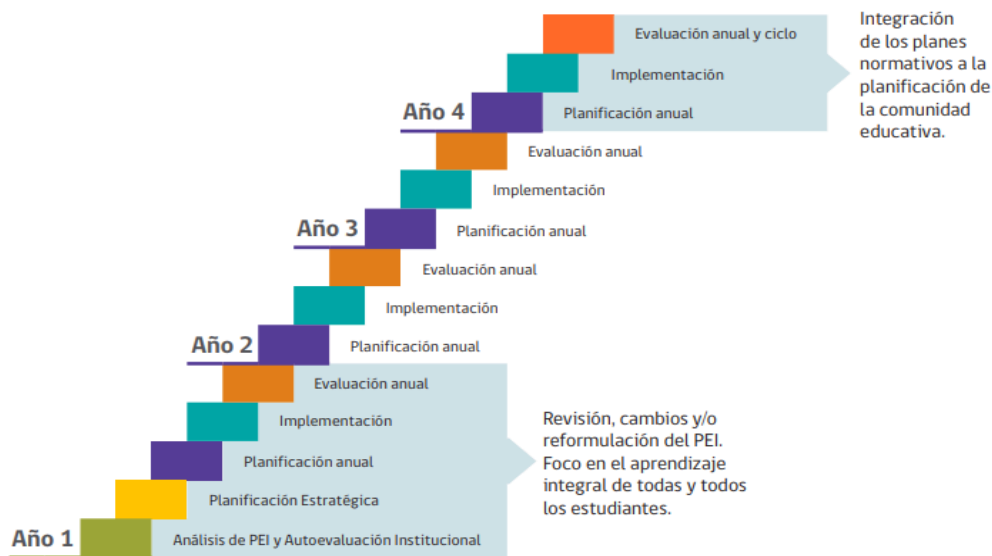 Evaluación anual y ciclo
Implementación
Año 4
Planificación anual
Integración
de los planes
normativos a la
planificación de
la comunidad
educativa.
Evaluación anual
Implementación
Año 3
Planificación anual
Evaluación anual
Implementación
Año 2
Planificación anual
Evaluación anual
Implementación
Planificación anual
Planificación Estratégica
Año 1
Análisis de PEI y Autoevaluación Institucional
Revisión, cambios y/o
reformulación del PEI.
Foco en el aprendizaje
integral de todas y todos
los estudiantes.